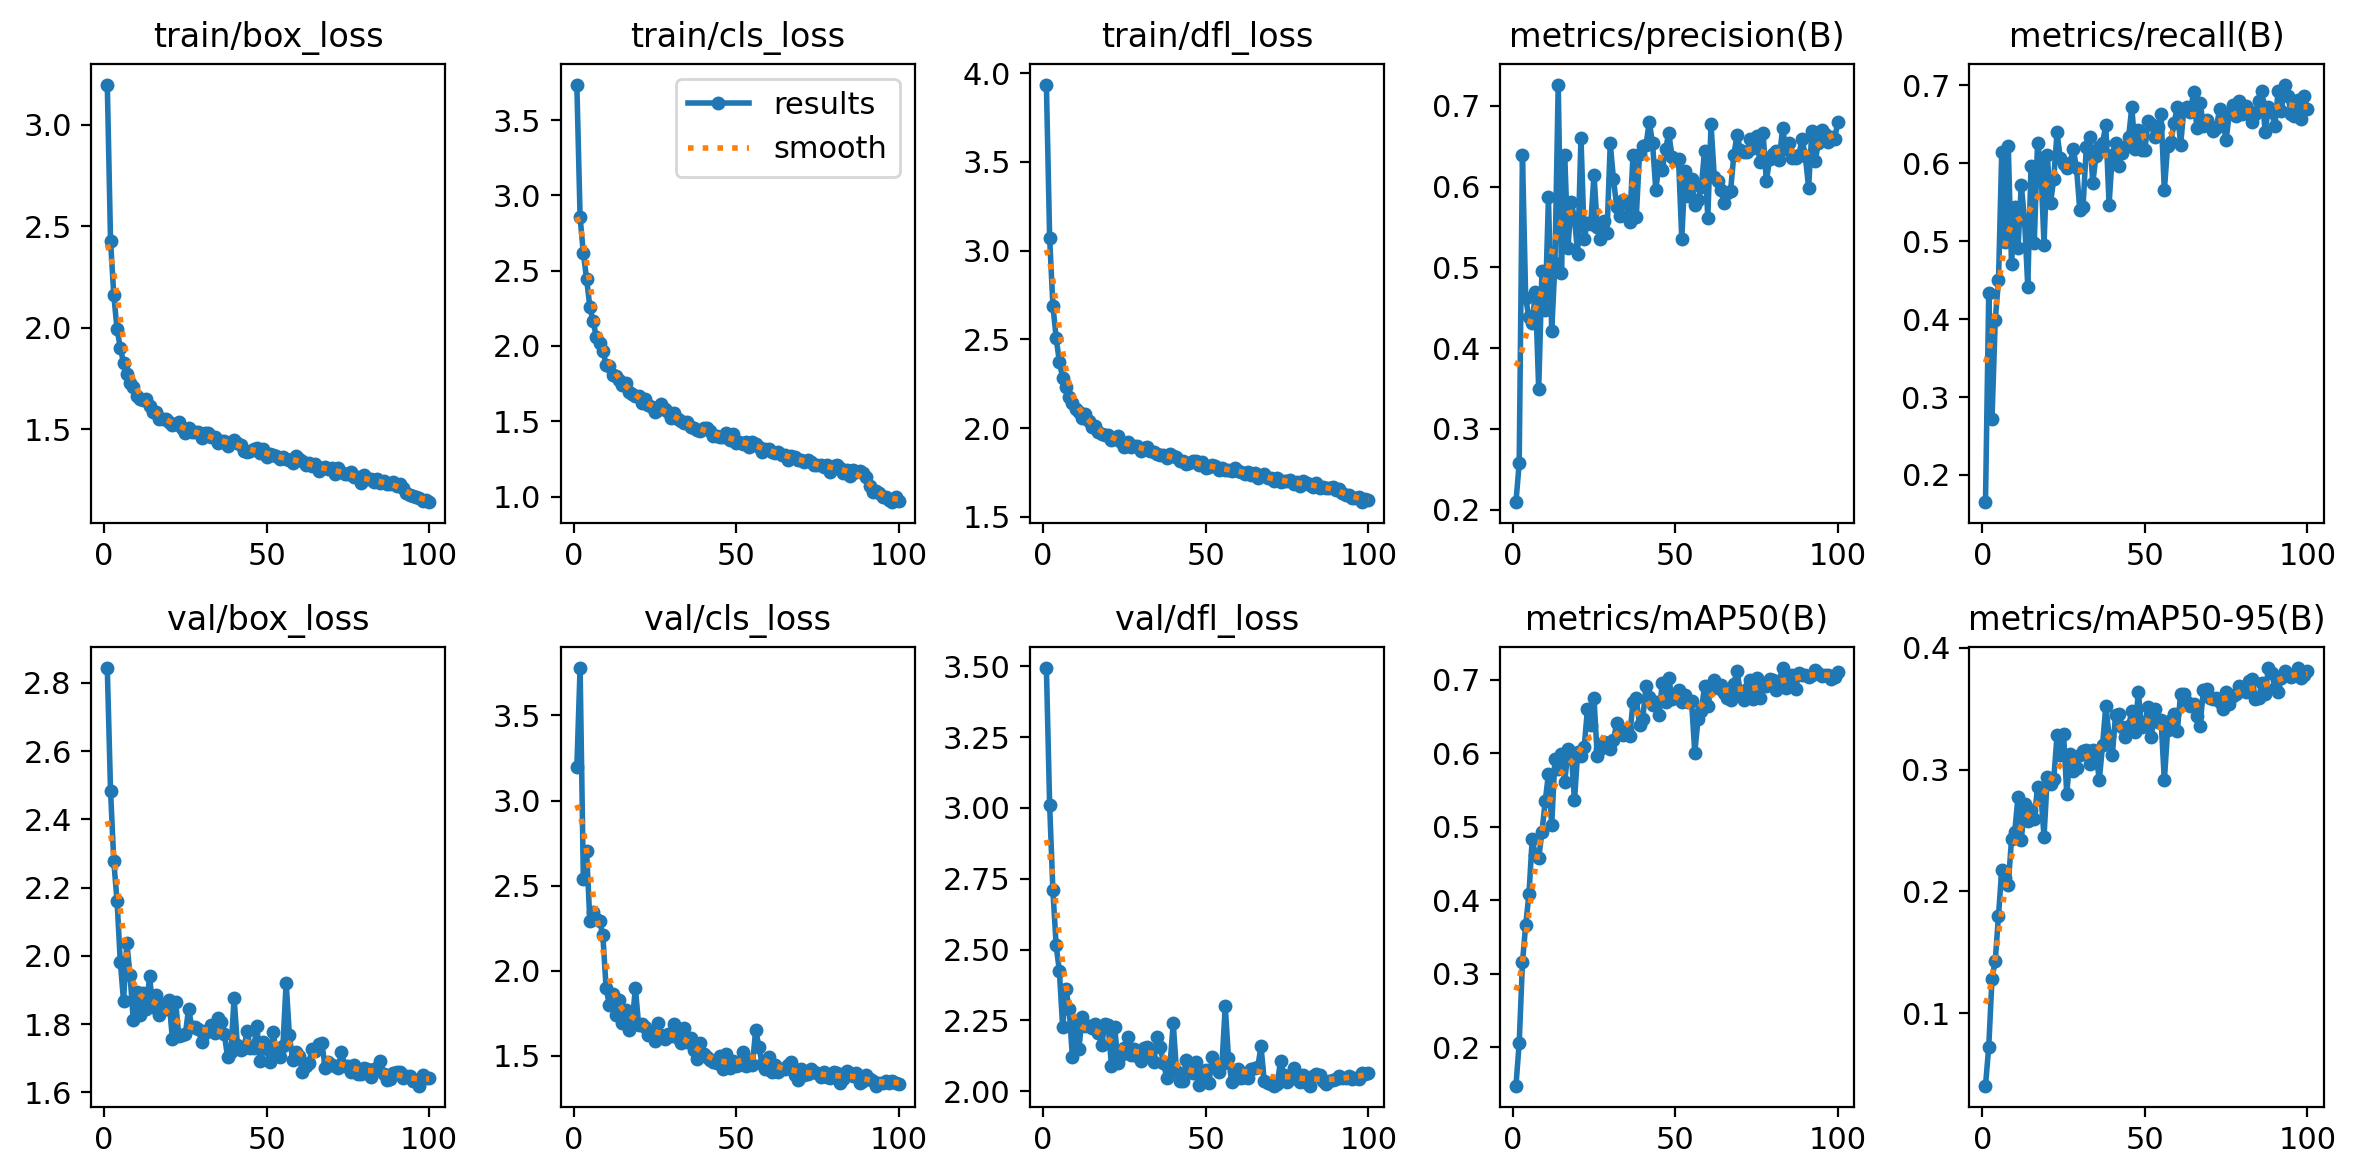 train/box_loss
3.0
2.5
2.0
1.5
0 50 100
train/cls_loss
results
smooth
3.5
3.0
2.5
2.0
1.5
1.0
0 50 100
train/dfl_loss
4.0
3.5
3.0
2.5
2.0
1.5
0 50 100
metrics/precision(B)
0.7
0.6
0.5
0.4
0.3
0.2
0 50 100
metrics/recall(B)
0.7
0.6
0.5
0.4
0.3
0.2
0 50 100
val/box_loss
2.8
2.6
2.4
2.2
2.0
1.8
1.6
0 50 100
val/cls_loss
3.5
3.0
2.5
2.0
1.5
0 50 100
val/dfl_loss
3.50
3.25
3.00
2.75
2.50
2.25
2.00
0 50 100
metrics/mAP50(B)
0.7
0.6
0.5
0.4
0.3
0.2
0 50 100
metrics/mAP50-95(B)
0.4
0.3
0.2
0.1
0 50 100